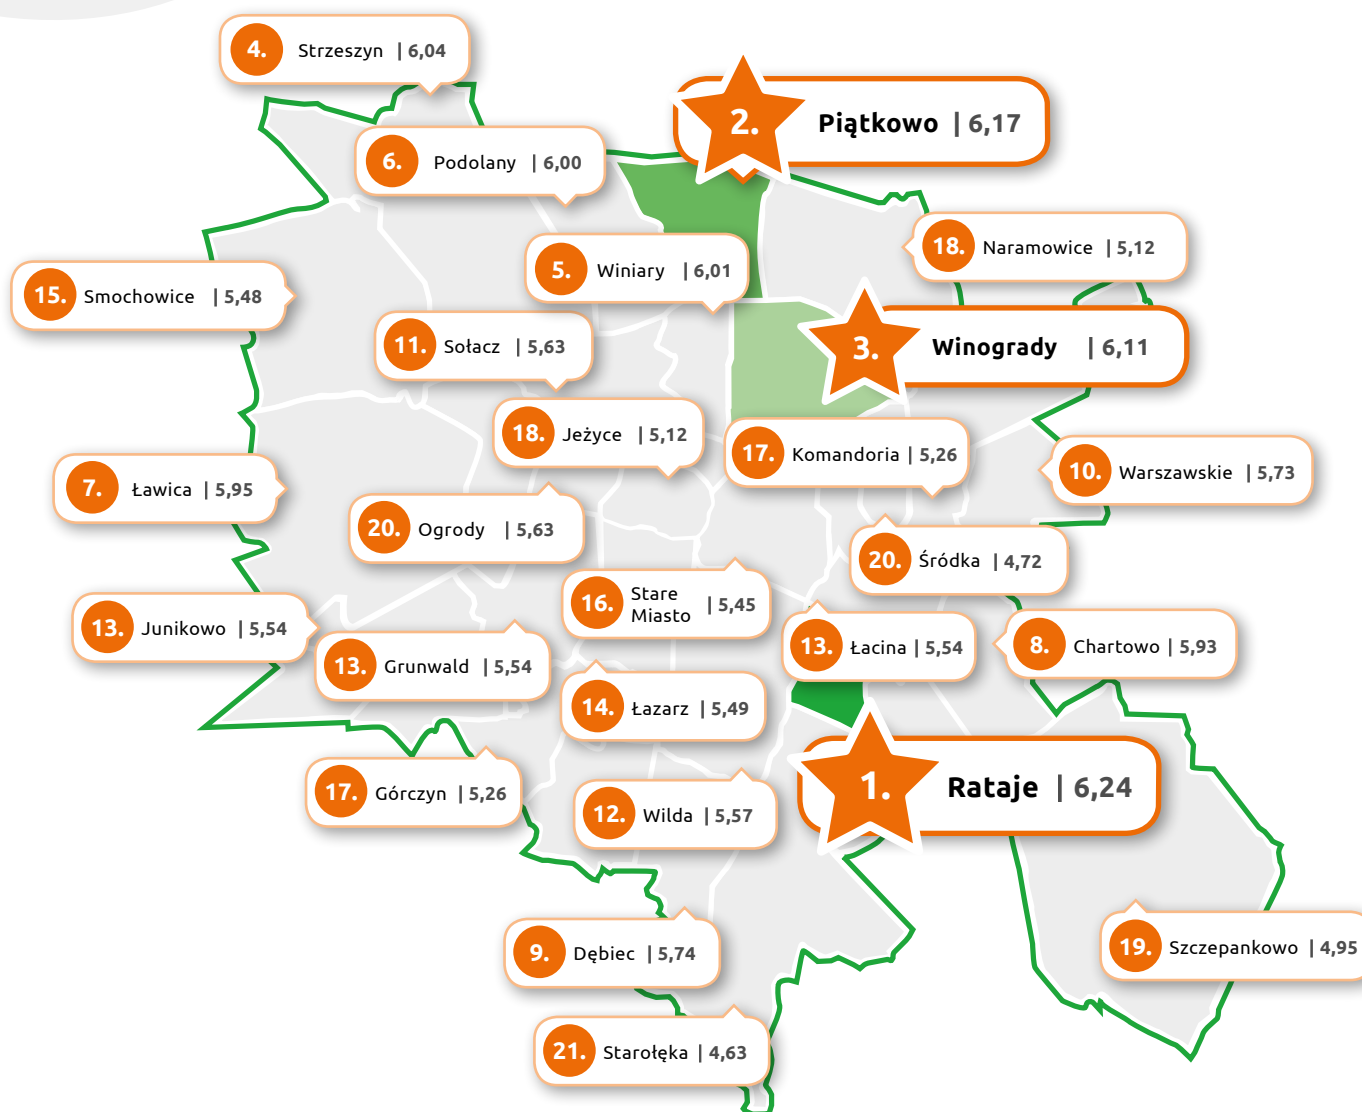 4. Strzeszyn | 6,04
2. Piątkowo | 6,17
6. Podolany | 6,00
18. Naramowice | 5,12
5. Winiary | 6,01
15. Smochowice | 5,48
11. Sołacz | 5,63
3. Winogrady | 6,11
18. Jeżyce | 5,12
17. Komandoria | 5,26
10. Warszawskie | 5,73
7. Ławica | 5,95
20. Ogrody | 5,63
20. Śródka | 4,72
16. Stare
Miasto | 5,45
13. Junikowo | 5,54
13. Łacina | 5,54
8. Chartowo | 5,93
13. Grunwald | 5,54
14. Łazarz | 5,49
1. Rataje | 6,24
17. Górczyn | 5,26
12. Wilda | 5,57
9. Dębiec | 5,74
19. Szczepankowo | 4,95
21. Starołęka | 4,63